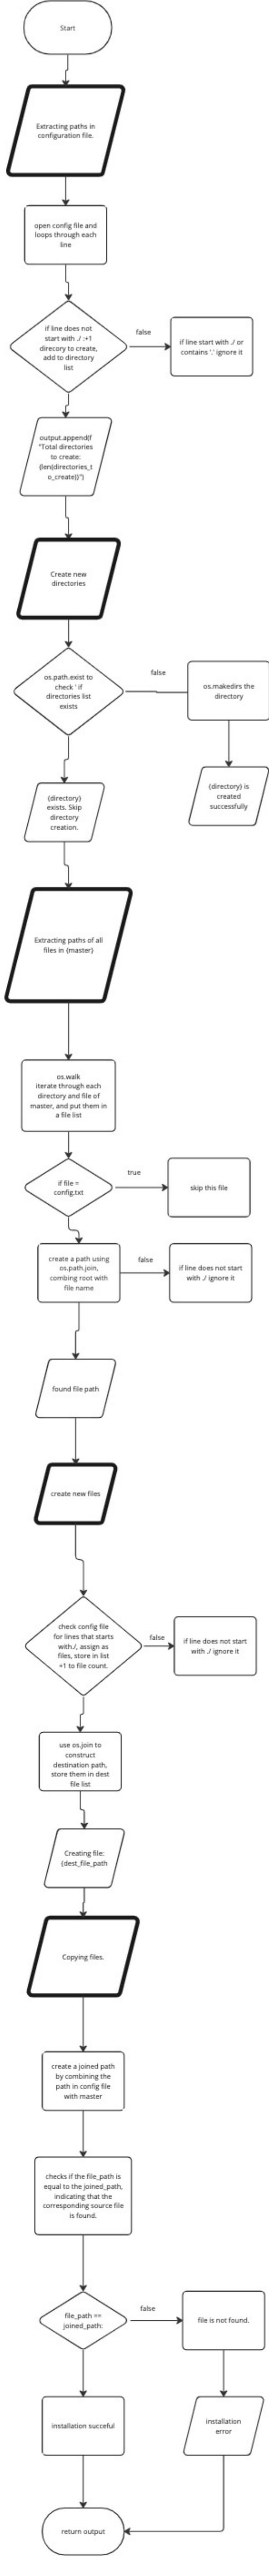 Start
Extracting paths in
configuration file.
open config file and
loops through each
line
if line does not
start with ./ :+1
direcory to create,
add to directory
list
false
if line start with ./ or
contains ',' ignore it
output.append(f
"Total directories
to create:
{len(directories_t
o_create)}")
Create new
directories
os.path.exist to
check ' if
directories list
exists
false
os.makedirs the
directory
{directory} is
created
successfully
{directory}
exists. Skip
directory
creation.
Extracting paths of all
files in {master}
os.walk
iterate through each
directory and file of
master, and put them in
a file list
if file =
config.txt
true
skip this file
create a path using
os.path.join,
combing root with
file name
false
if line does not start
with ./ ignore it
found file path
create new files
check config file
for lines that starts
with./, assign as
files, store in list
+1 to file count.
false
if line does not start
with ./ ignore it
use os.join to
construct
destination path,
store them in dest
file list
Creating file:
{dest_file_path
Copying files.
create a joined path
by combining the
path in config file
with master
checks if the file_path is
equal to the joined_path,
indicating that the
corresponding source file
is found.
file_path ==
joined_path:
false
file is not found.
installation succeful
installation
error
return output